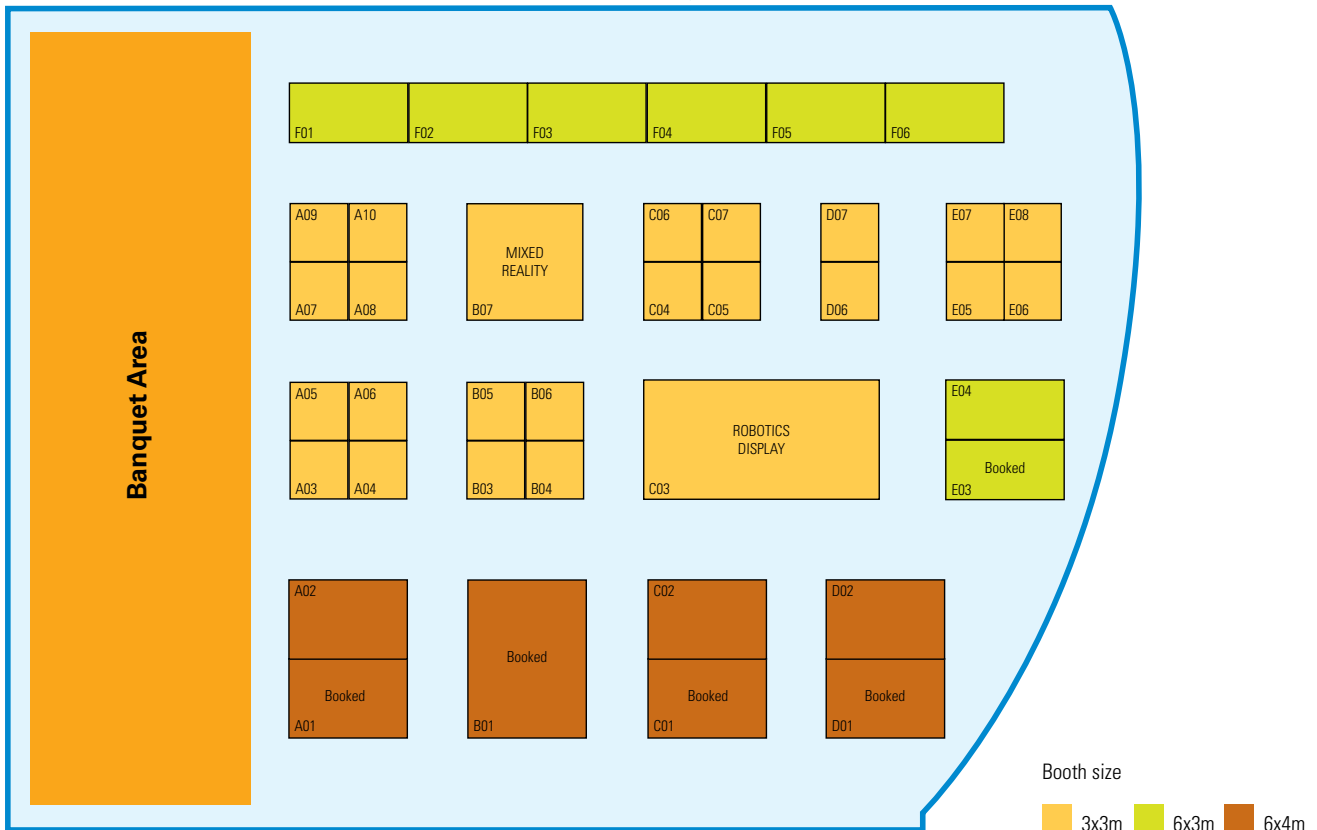 F01
F02
F03
F04
F05
F06
A09
A10
A07
A08
MIXED
REALITY
B07
C06
C07
C04
C05
D07
D06
E07
E08
E05
E06
Banquet Area
A05
A06
A03
A04
B05
B06
B03
B04
ROBOTICS
DISPLAY
C03
E04
Booked
E03
A02
Booked
A01
Booked
B01
C02
Booked
C01
D02
Booked
D01
Booth size
3x3m
6x3m
6x4m